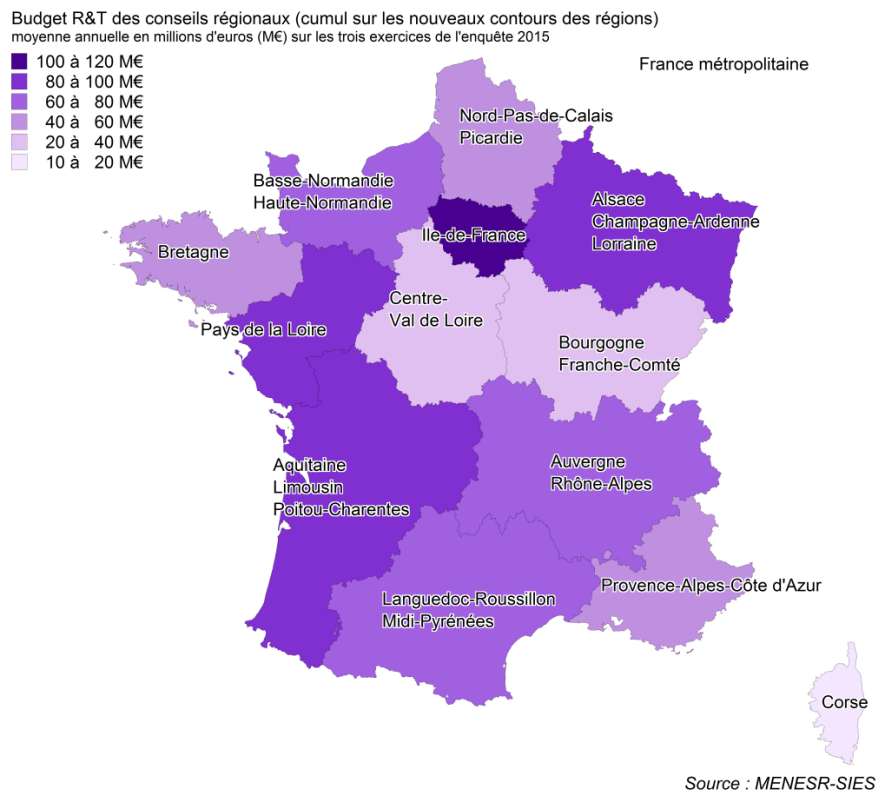 Budget R&T des conseils régionaux (cumul sur les nouveaux contours des régions)
moyenne annuelle en millions d'euros (M€) sur les trois exercices de l'enquête 2015
100 à 120 M€
80 à 100 M€
60 à 80 M€
40 à 60 M€
20 à 40 M€
10 à 20 M€
France métropolitaine
Nord-Pas-de-Calais
Picardie
Basse-Normandie
Haute-Normandie
Ile-de-France
Alsace
Champagne-Ardenne
Lorraine
Bretagne
Pays de la Loire
Centre-
Val de Loire
Bourgogne
Franche-Comté
Aquitaine
Limousin
Poitou-Charentes
Auvergne
Rhône-Alpes
Languedoc-Roussillon
Midi-Pyrénées
Provence-Alpes-Côte d'Azur
Corse
Source : MENESR-SIES